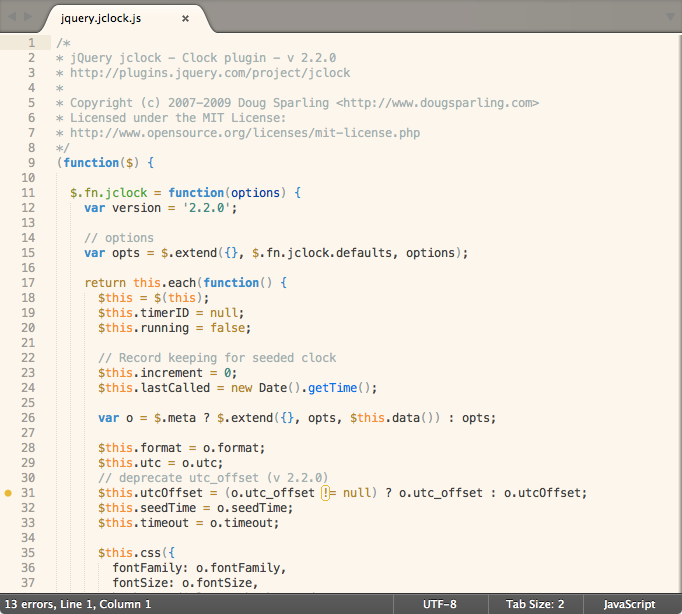 jquery.jclock.js ×
1 /*
2 * jQuery jclock - Clock plugin - v 2.2.0
3 * http://plugins.jquery.com/project/jclock
4 *
5 * Copyright (c) 2007-2009 Doug Sparling <http://www.dougsparling.com>
6 * Licensed under the MIT License:
7 * http://www.opensource.org/licenses/mit-license.php
8 */
9 (function($) {
10
11 $.fn.jclock = function(options) {
12 var version = '2.2.0';
13
14 // options
15 var opts = $.extend({}, $.fn.jclock.defaults, options);
16
17 return this.each(function() {
18 $this = $(this);
19 $this.timerID = null;
20 $this.running = false;
21
22 // Record keeping for seeded clock
23 $this.increment = 0;
24 $this.lastCalled = new Date().getTime();
25
26 var o = $.meta ? $.extend({}, opts, $this.data()) : opts;
27
28 $this.format = o.format;
29 $this.utc = o.utc;
30 // deprecate utc_offset (v 2.2.0)
31 $this.utcOffset = (o.utc_offset != null) ? o.utc_offset : o.utcOffset;
32 $this.seedTime = o.seedTime;
33 $this.timeout = o.timeout;
34
35 $this.css({
36 fontFamily: o.fontFamily,
37 fontSize: o.fontSize,
13 errors, Line 1, Column 1 UTF-8 Tab Size: 2 JavaScript